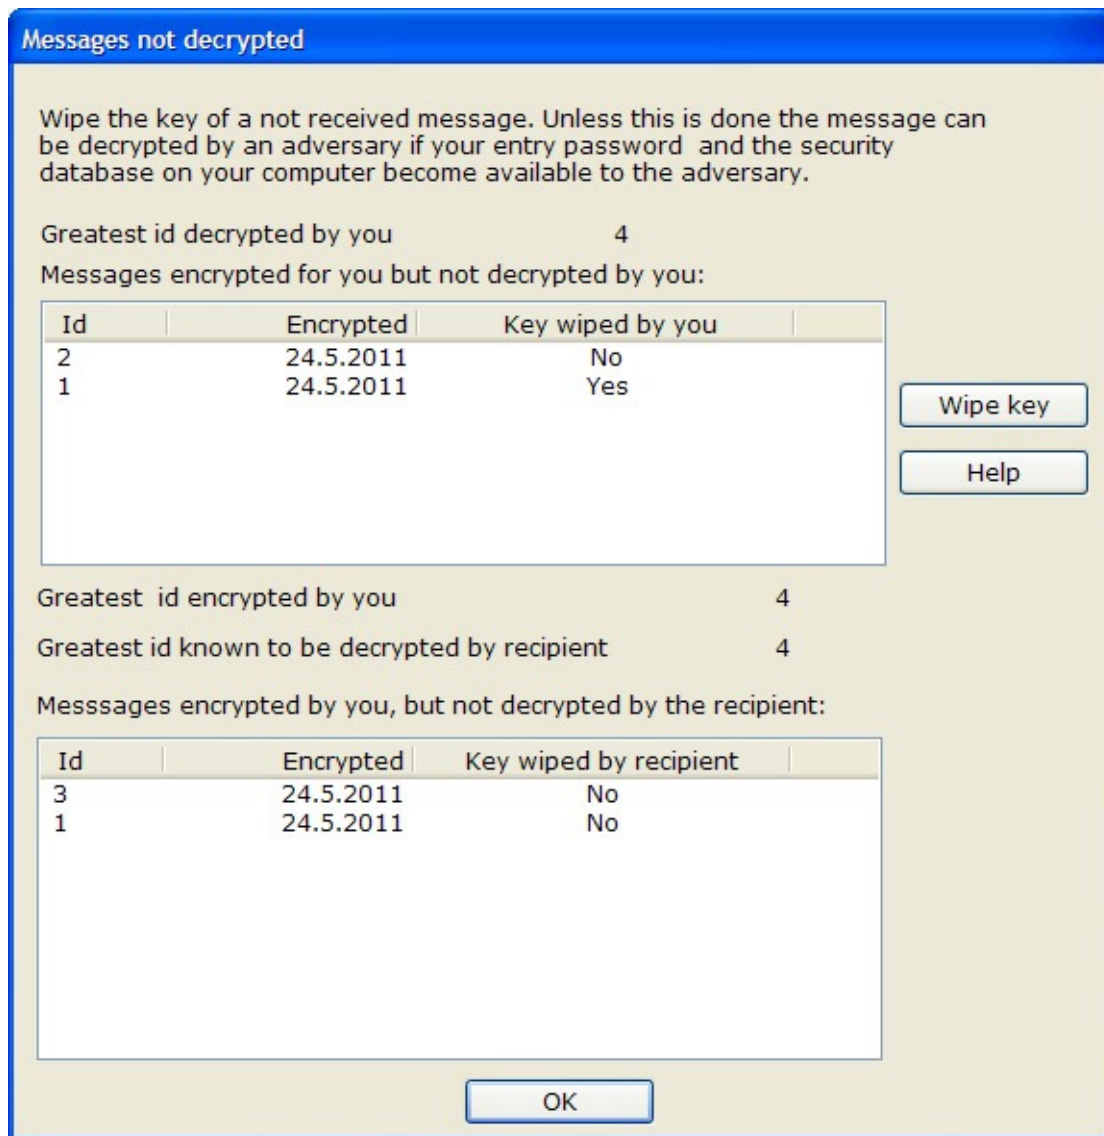 Messages not decrypted
Wipe the key of a not received message. Unless this is done the message can
be decrypted by an adversary if your entry password  and the security
database on your computer become available to the adversary.
Greatest id decrypted by you 4
Messages encrypted for you but not decrypted by you:
Id Encrypted Key wiped by you
2 24.5.2011 No
1 24.5.2011 Yes
Wipe key
Help
Greatest  id encrypted by you 4
Greatest id known to be decrypted by recipient 4
Messsages encrypted by you, but not decrypted by the recipient:
Id Encrypted Key wiped by recipient
3 24.5.2011 No
1 24.5.2011 No
OK